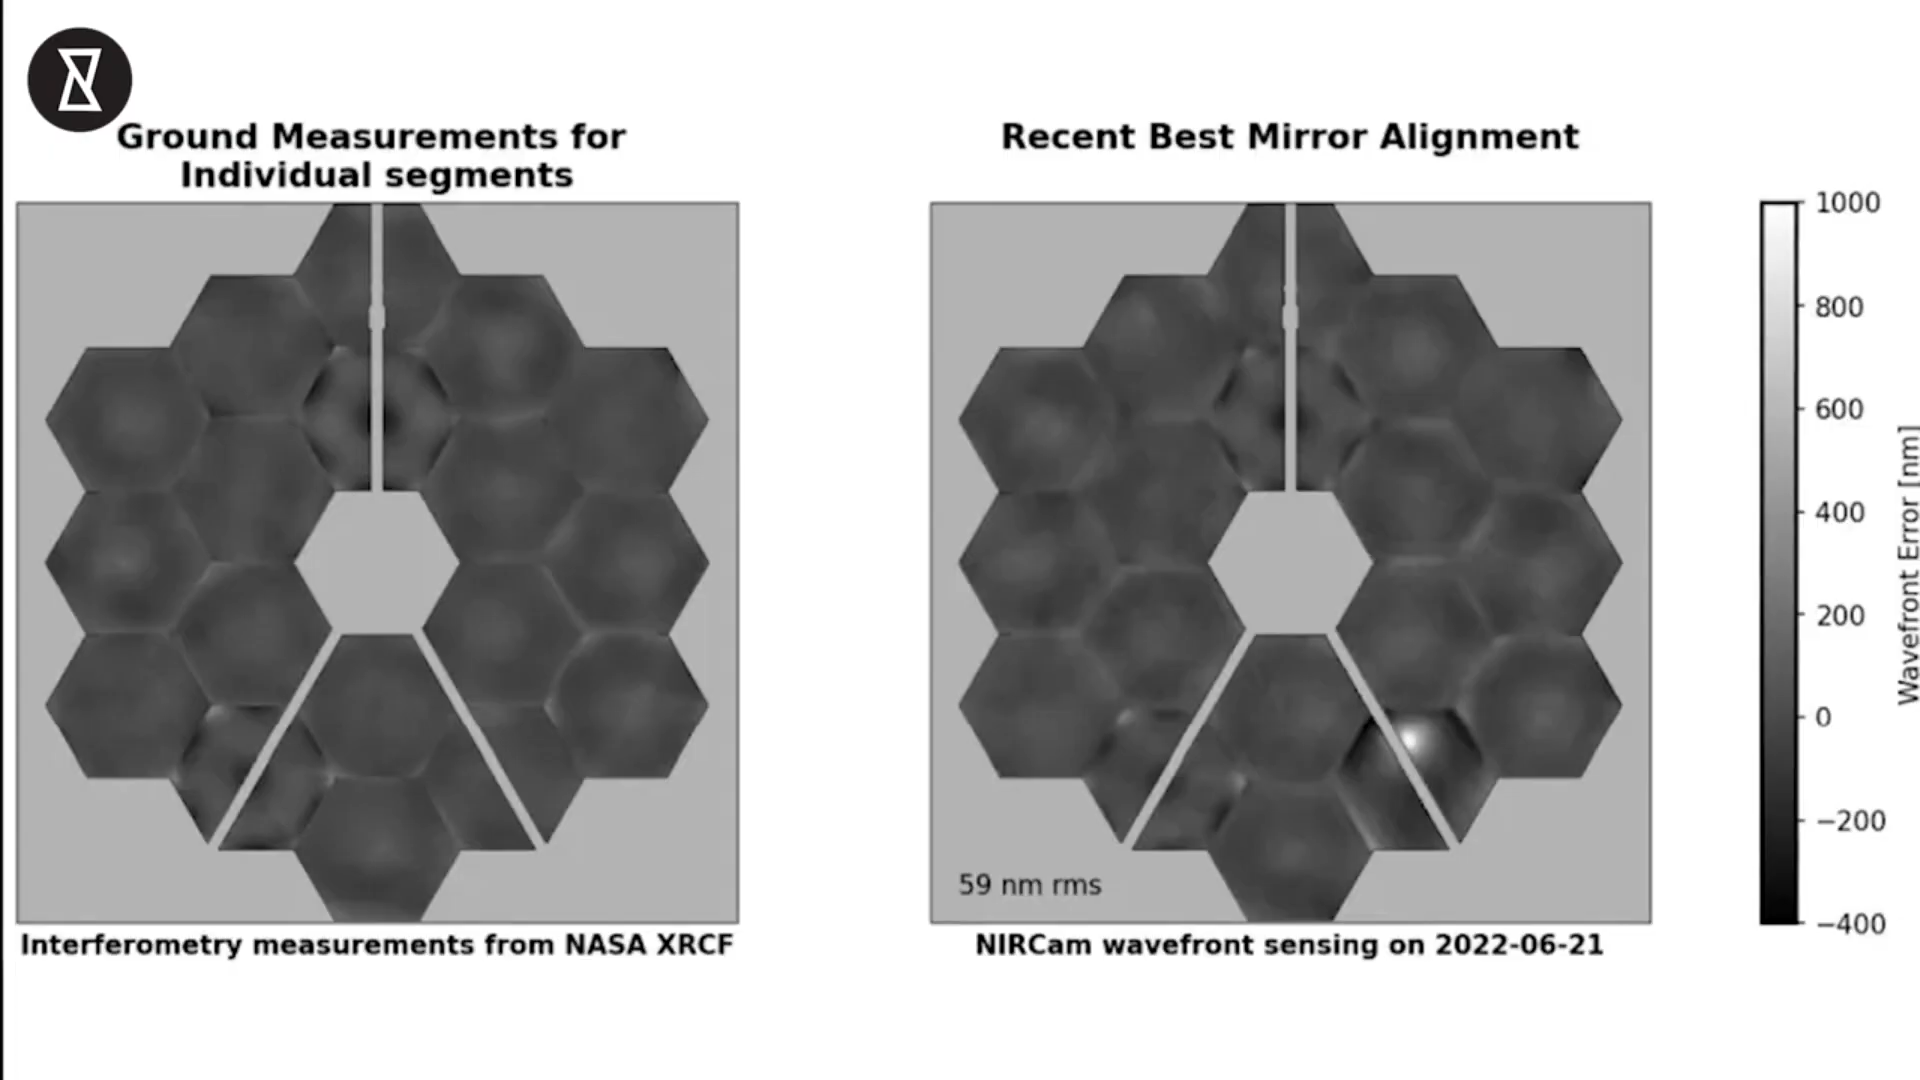 Ground Measurements for
Individual segments
Recent Best Mirror Alignment
1000
800
600
400
200
0
−200
−400
Wavefront Error [nm]
59 nm rms
Interferometry measurements from NASA XRCF
NIRCam wavefront sensing on 2022-06-21